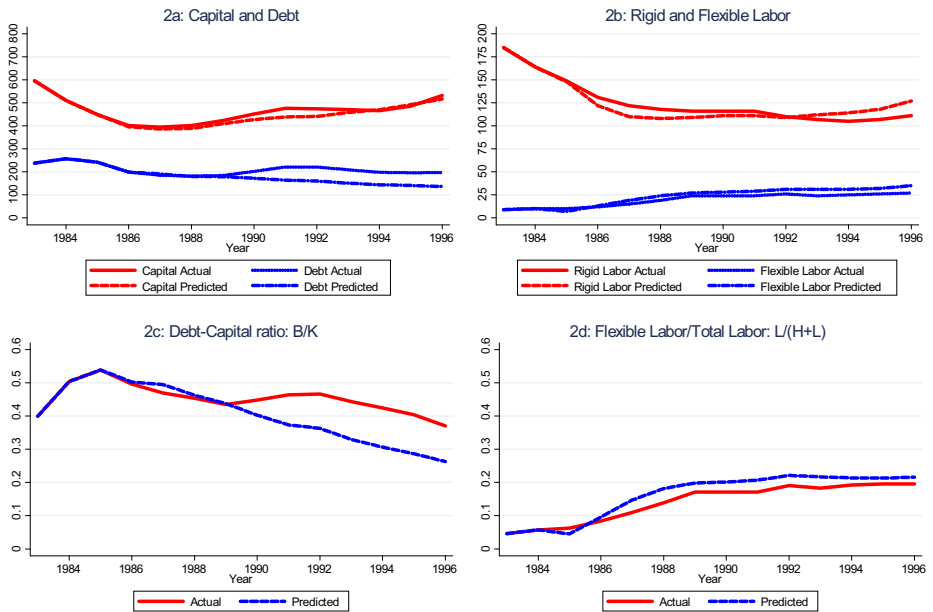 2a: Capital and Debt
0 100 200 300 400 500 600 700 800
1984 1986 1988 1990 1992 1994 1996
Year
Capital Actual Debt Actual
Capital Predicted Debt Predicted
2b: Rigid and Flexible Labor
0 25 50 75 100 125 150 175 200
1984 1986 1988 1990 1992 1994 1996
Year
Rigid Labor Actual Flexible Labor Actual
Rigid Labor Predicted Flexible Labor Predicted
2c: Debt-Capital ratio: B/K
0 0.1 0.2 0.3 0.4 0.5 0.6
1984 1986 1988 1990 1992 1994 1996
Year
Actual Predicted
2d: Flexible Labor/Total Labor: L/(H+L)
0 0.1 0.2 0.3 0.4 0.5 0.6
1984 1986 1988 1990 1992 1994 1996
Year
Actual Predicted